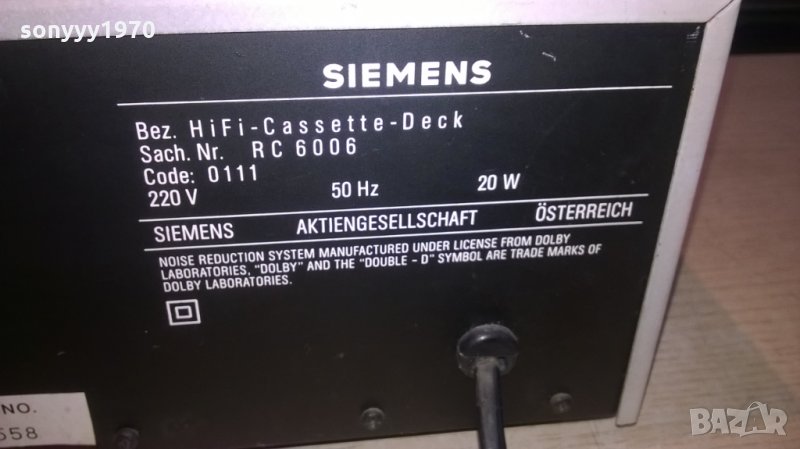 sonyyy1970
SIEMENS
Bez. HiFi-Cassette-Deck
Sach. Nr. RC 6006
Code: 0111
220 V 50 Hz 20 W
SIEMENS AKTIENGESELLSCHAFT ÖSTERREICH
NOISE REDUCTION SYSTEM MANUFACTURED UNDER LICENSE FROM DOLBY
LABORATORIES, "DOLBY" AND THE "DOUBLE - D" SYMBOL ARE TRADE MARKS OF
DOLBY LABORATORIES.
NO.
558
BAZAR